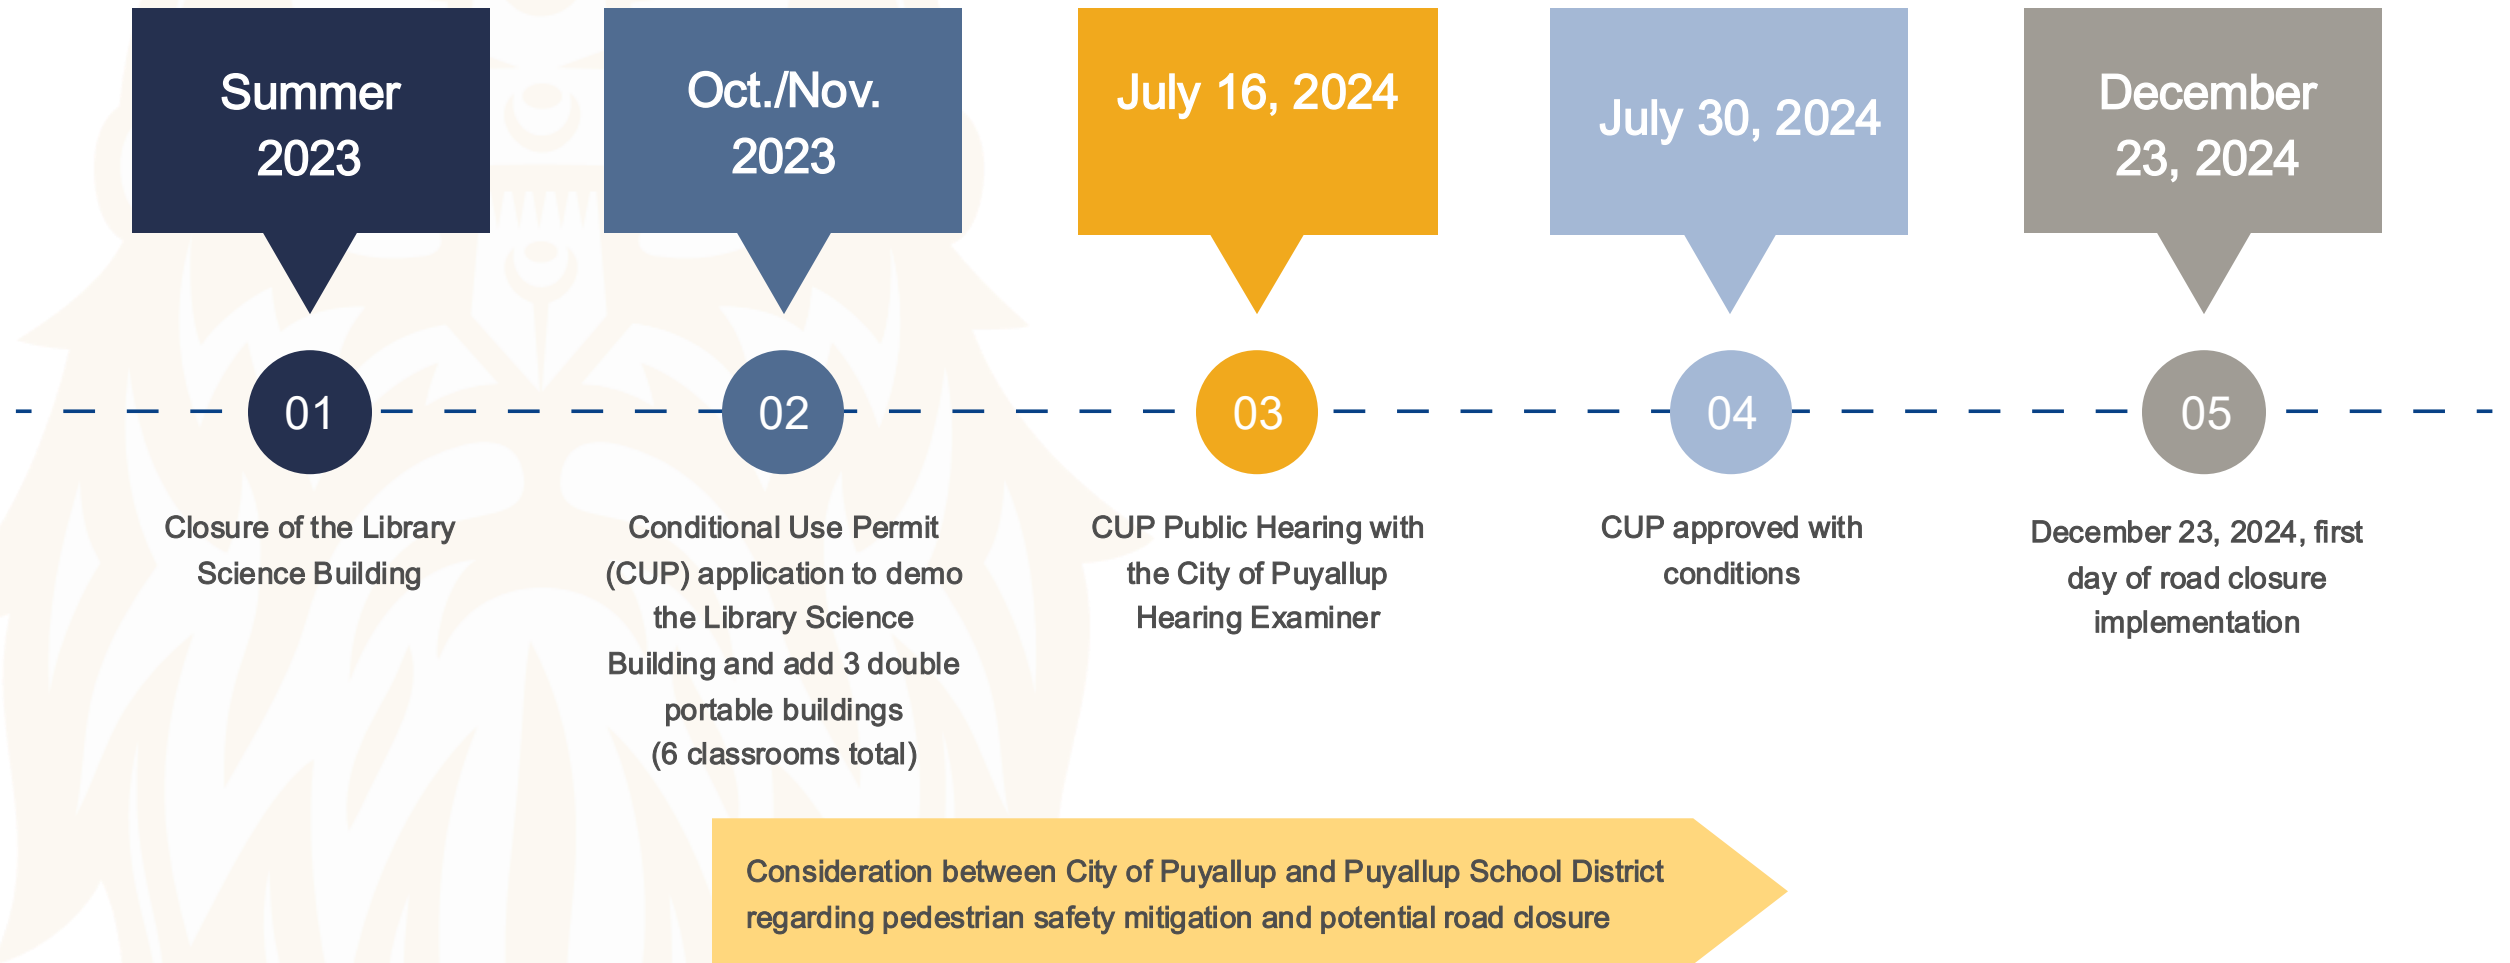 Summer
2023
Oct./Nov.
2023
July 16, 2024
July 30, 2024
December
23, 2024
01
02
03
04
05
Closure of the Library
Science Building
Conditional Use Permit
(CUP) application to demo
the Library Science
Building and add 3 double
portable buildings
(6 classrooms total)
CUP Public Hearing with
the City of Puyallup
Hearing Examiner
CUP approved with
conditions
December 23, 2024, first
day of road closure
implementation
Consideration between City of Puyallup and Puyallup School District
regarding pedestrian safety mitigation and potential road closure